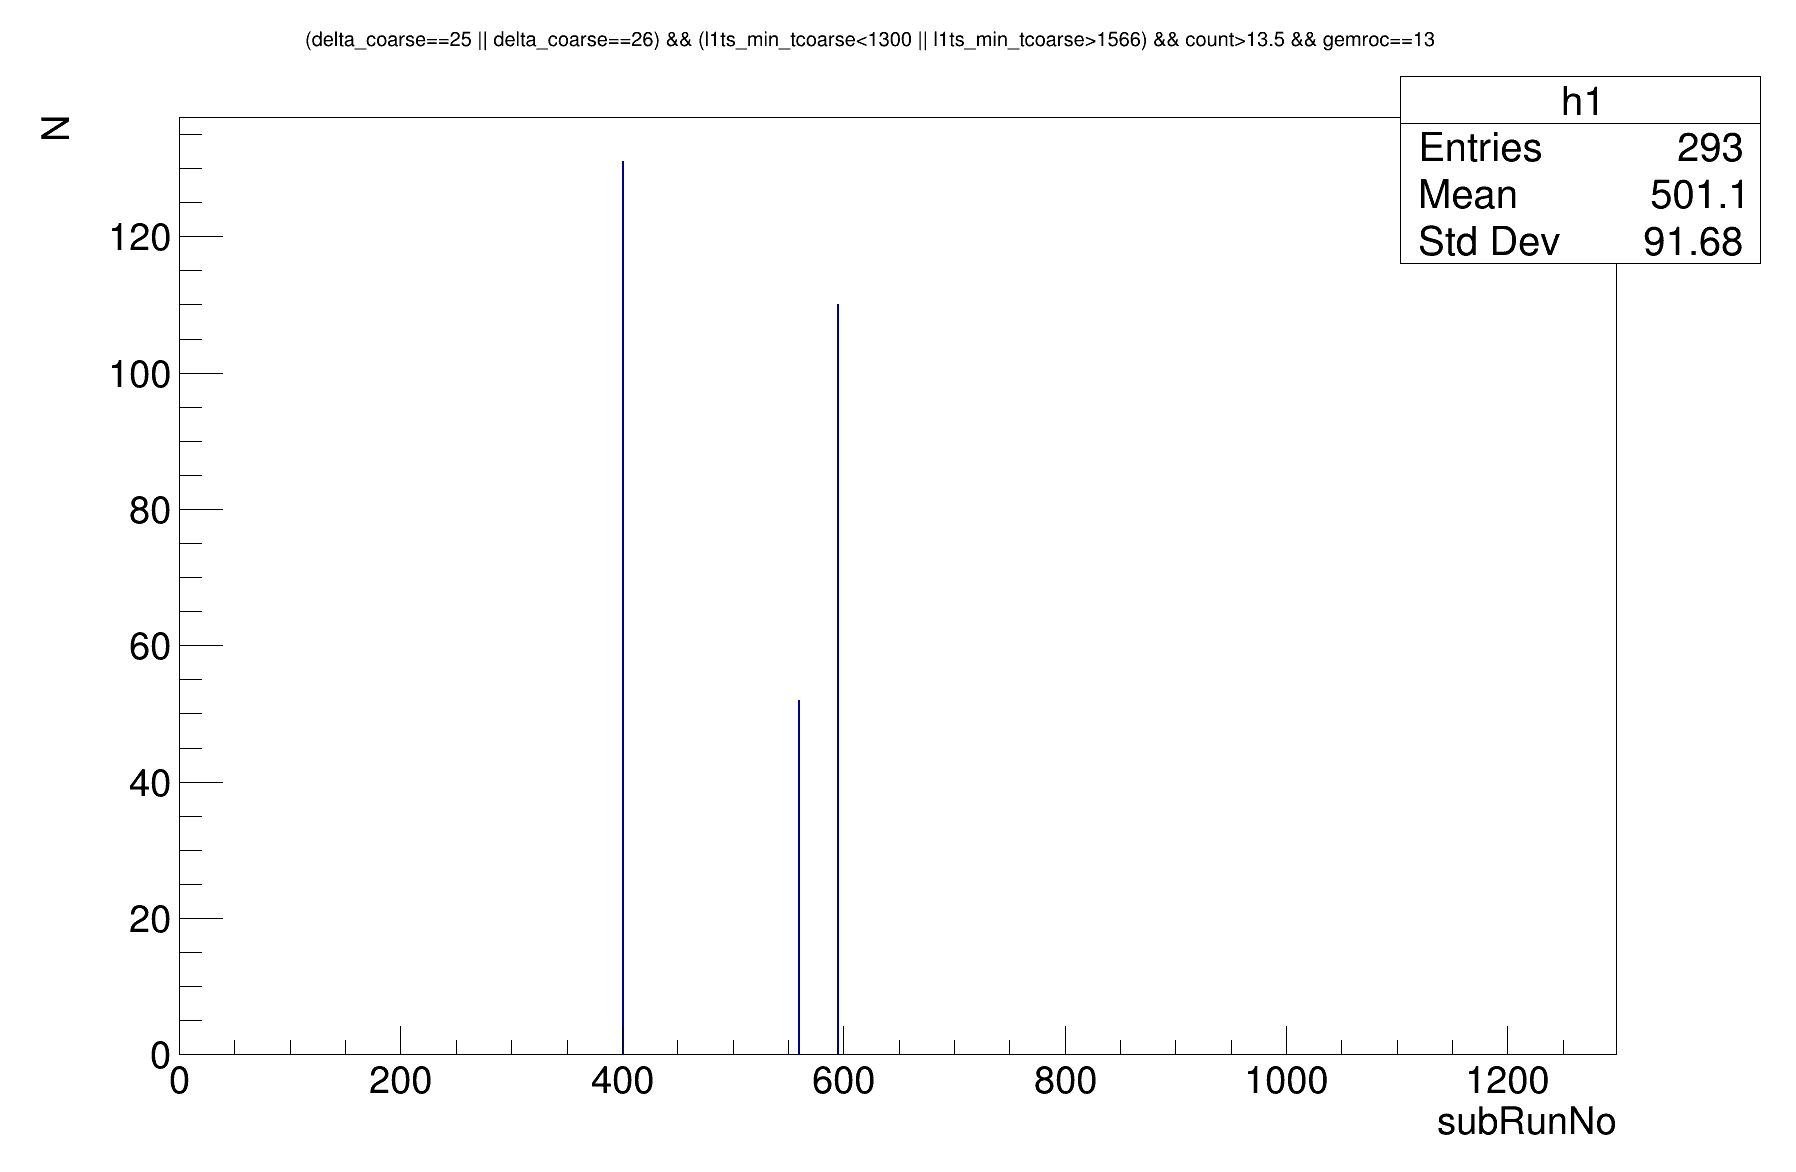 (delta_coarse==25 || delta_coarse==26) && (l1ts_min_tcoarse<1300 || l1ts_min_tcoarse>1566) && count>13.5 && gemroc==13
h1
Entries 293
Mean 501.1
Std Dev 91.68
N
120
100
80
60
40
20
0
0 200 400 600 800 1000 1200
subRunNo